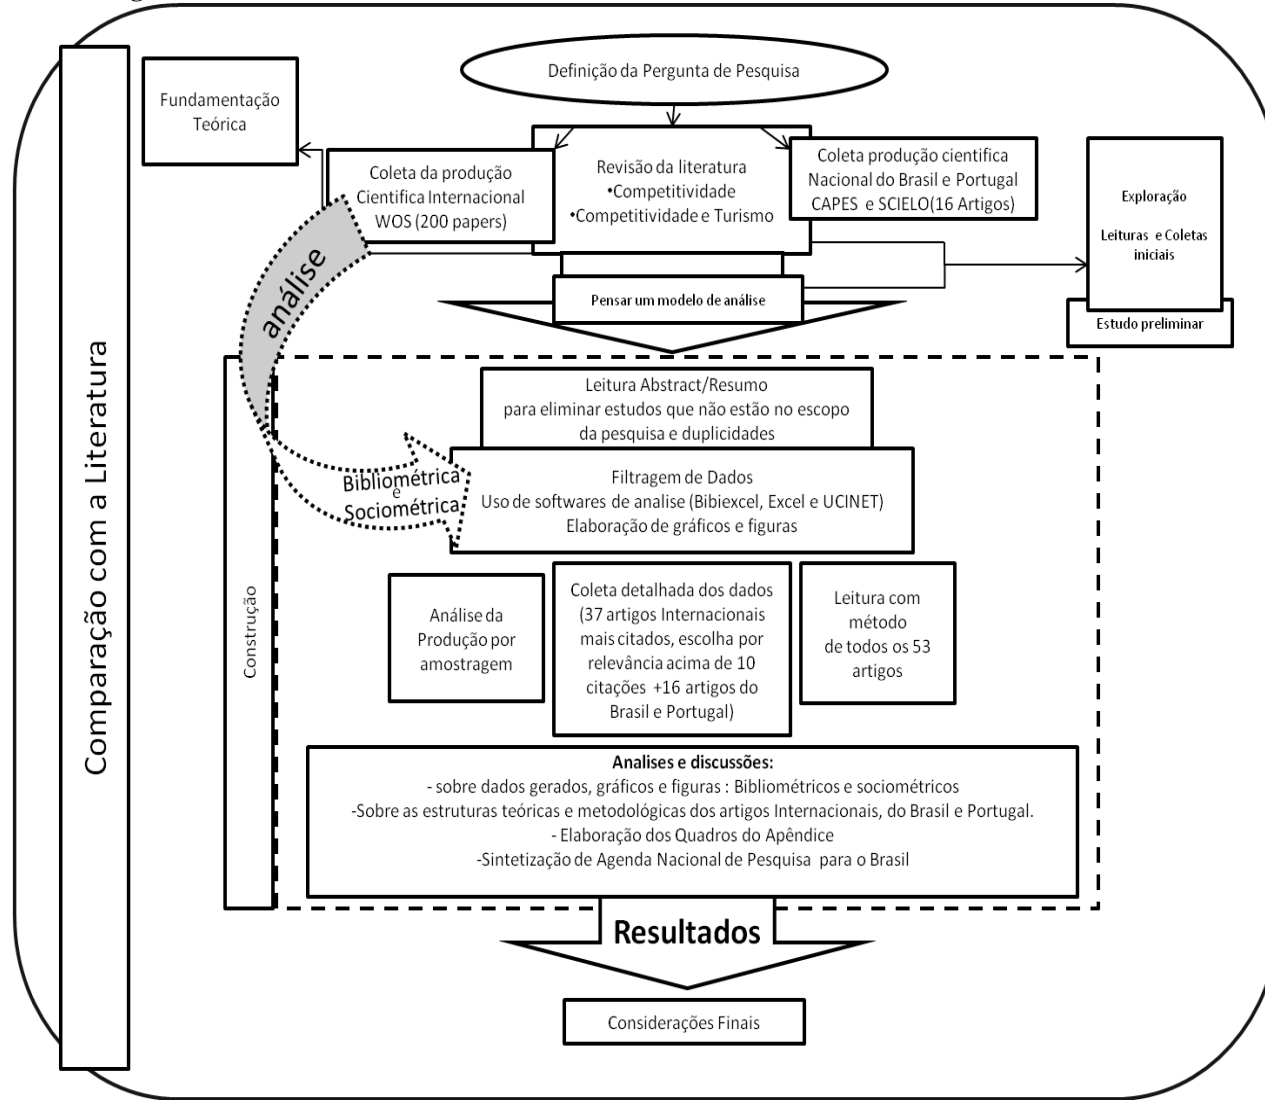 Definição da Pergunta de Pesquisa
Fundamentação
Teórica
Coleta da produção
Cientifica Internacional
WOS (200 papers)
Revisão da literatura
•Competitividade
•Competitividade e Turismo
Coleta produção cientifica
Nacional do Brasil e Portugal
CAPES e SCIELO(16 Artigos)
Exploração
Leituras e Coletas
iniciais
Estudo preliminar
Pensar um modelo de análise
análise
Bibliométrica
e
Sociométrica
Comparação com a Literatura
Construção
Leitura Abstract/Resumo
para eliminar estudos que não estão no escopo
da pesquisa e duplicidades
Filtragem de Dados
Uso de softwares de analise (Bibiexcel, Excel e UCINET)
Elaboração de gráficos e figuras
Análise da
Produção por
amostragem
Coleta detalhada dos dados
(37 artigos Internacionais
mais citados, escolha por
relevância acima de 10
citações +16 artigos do
Brasil e Portugal)
Leitura com
método
de todos os 53
artigos
Analises e discussões:
- sobre dados gerados, gráficos e figuras : Bibliométricos e sociométricos
-Sobre as estruturas teóricas e metodológicas dos artigos Internacionais, do Brasil e Portugal.
- Elaboração dos Quadros do Apêndice
-Sintetização de Agenda Nacional de Pesquisa para o Brasil
Resultados
Considerações Finais